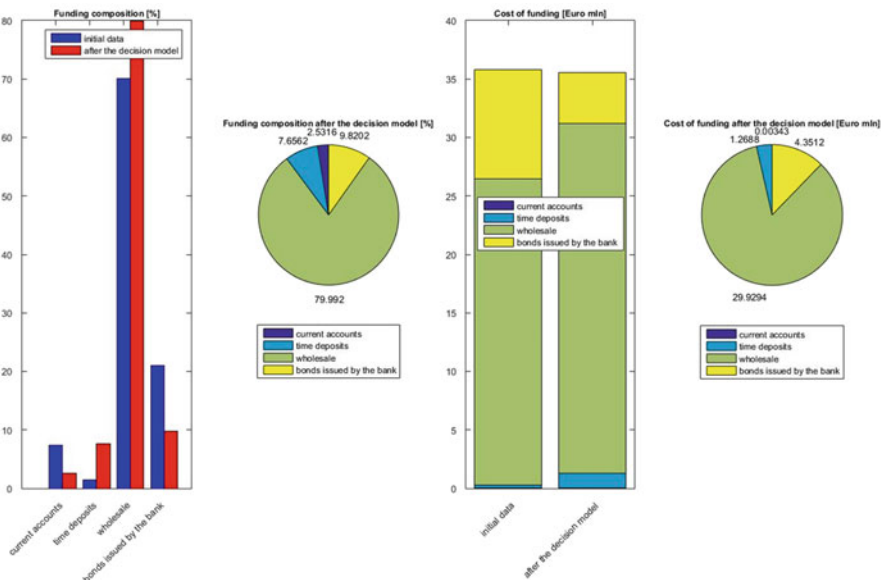 Funding composition [%]
80
70
60
50
40
30
20
10
0
initial data
after the decision model
current accounts
time deposits
wholesale
bonds issued by the bank
Funding composition after the decision model [%]
2.5316
7.6562
9.8202
79.992
current accounts
time deposits
wholesale
bonds issued by the bank
Cost of funding [Euro mln]
40
35
30
25
20
15
10
5
0
current accounts
time deposits
wholesale
bonds issued by the bank
initial data
after the decision model
Cost of funding after the decision model [Euro mln]
0.00343
1.2688
4.3512
29.9294
current accounts
time deposits
wholesale
bonds issued by the bank